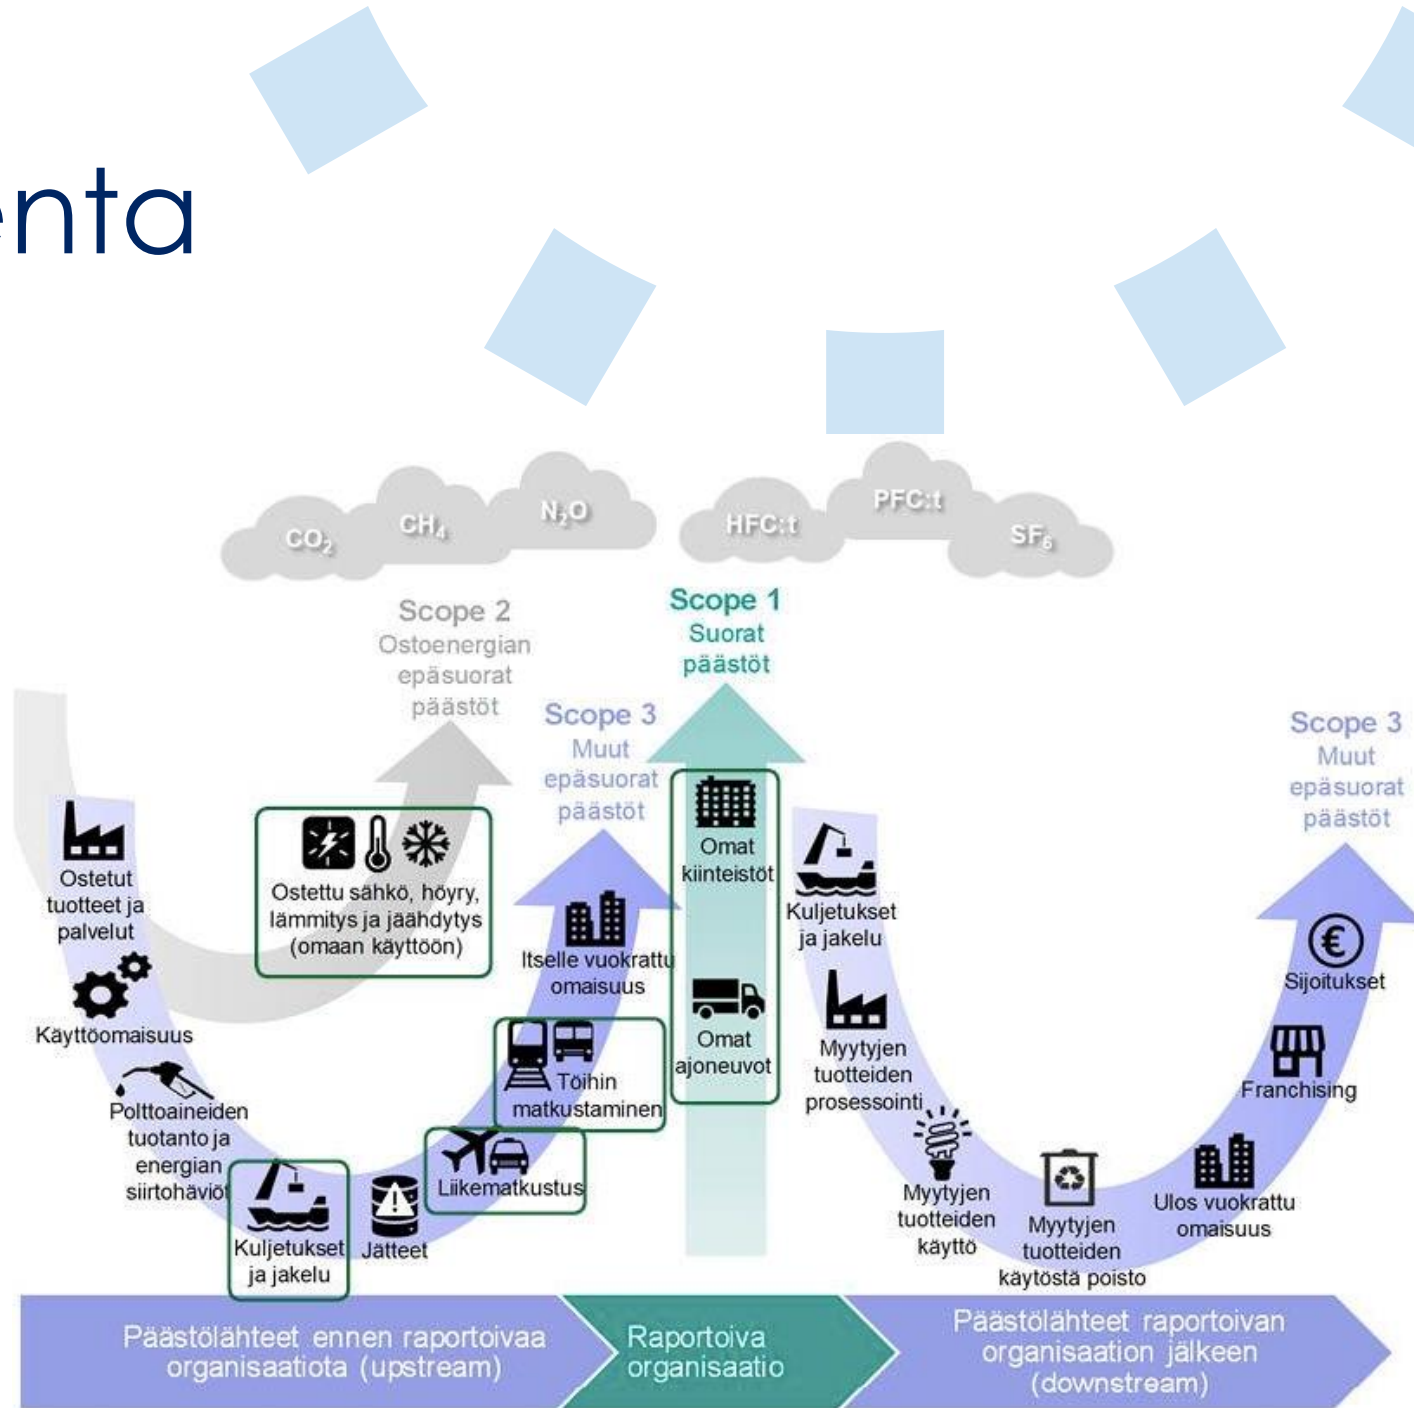 enta
CO₂
CH₄
N₂O
HFC:t
PFC:t
SF₆
Scope 2
Ostoenergian
epäsuorat
päästöt
Scope 3
Muut
epäsuorat
päästöt
Scope 1
Suorat
päästöt
Scope 3
Muut
epäsuorat
päästöt
Ostetut
tuotteet ja
palvelut
Käyttöomaisuus
Polttoaineiden
tuotanto ja
energian
siirtohäviöt
Kuljetukset
ja jakelu
Jätteet
Liikematkustus
Töihin
matkustaminen
Itselle vuokrattu
omaisuus
Ostettu sähkö, höyry,
lämmitys ja jäähdytys
(omaan käyttöön)
Omat
kiinteistöt
Omat
ajoneuvot
Kuljetukset
ja jakelu
Myytyjen
tuotteiden
prosessointi
Myytyjen
tuotteiden
käyttö
Myytyjen
tuotteiden
käytöstä poisto
Ulos vuokrattu
omaisuus
Franchising
€
Sijoitukset
Päästölähteet ennen raportoivaa
organisaatiota (upstream)
Raportoiva
organisaatio
Päästölähteet raportoivan
organisaation jälkeen
(downstream)